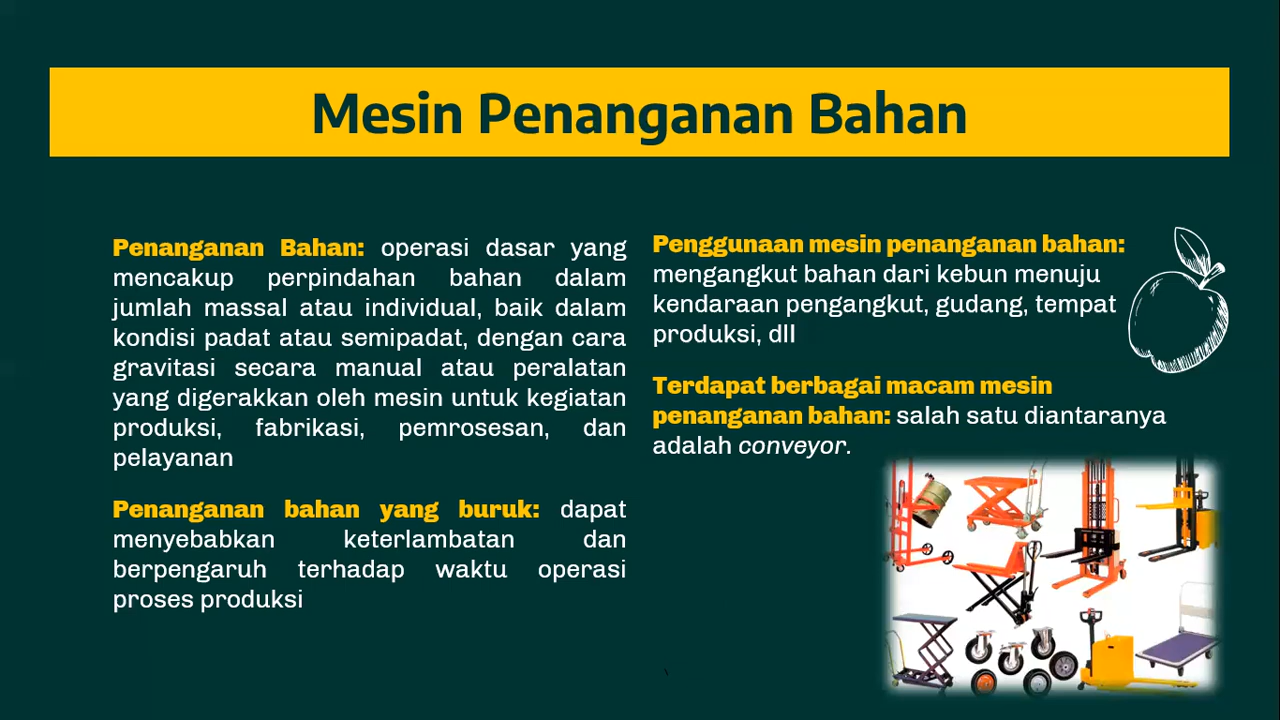 Mesin Penanganan Bahan
Penanganan Bahan: operasi dasar yang
mencakup perpindahan bahan dalam
jumlah massal atau individual, baik dalam
kondisi padat atau semipadat, dengan cara
gravitasi secara manual atau peralatan
yang digerakkan oleh mesin untuk kegiatan
produksi, fabrikasi, pemrosesan, dan
pelayanan
Penanganan bahan yang buruk: dapat
menyebabkan keterlambatan dan
berpengaruh terhadap waktu operasi
proses produksi
Penggunaan mesin penanganan bahan:
mengangkut bahan dari kebun menuju
kendaraan pengangkut, gudang, tempat
produksi, dll
Terdapat berbagai macam mesin
penanganan bahan: salah satu diantaranya
adalah conveyor.